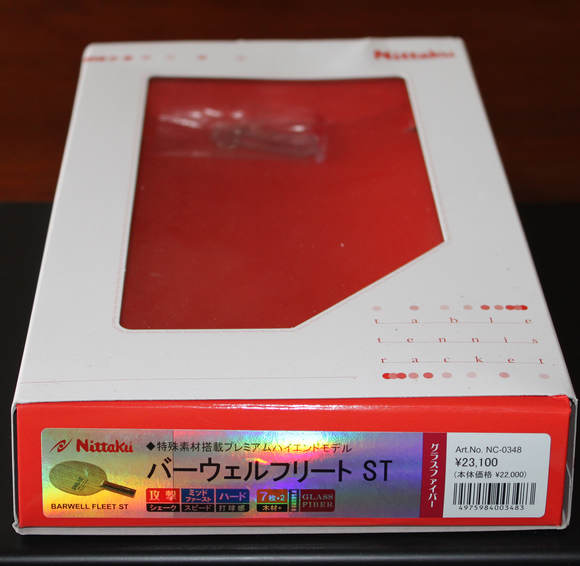 Nittaku
table
tennis
racket
Nittaku
◆特殊素材搭載プレミアムハイエンドモデル
バーウェルフリート ST
BARWELL FLEET ST
攻撃
シェーク
ミッド
ファースト
スピード
ハード
打球感
7枚+2
木材+
GLASS
FIBER
グラスファイバー
Art.No. NC-0348
¥23,100
(本体価格 ¥22,000)
4975984003483